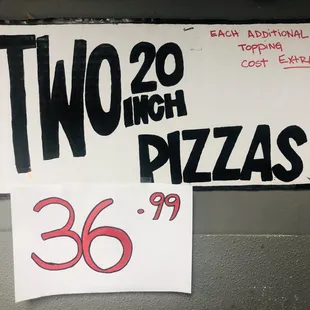 TWO 20
INCH
PIZZAS
EACH ADDITIONAL
TOPPING
COST EXTRA
36.99